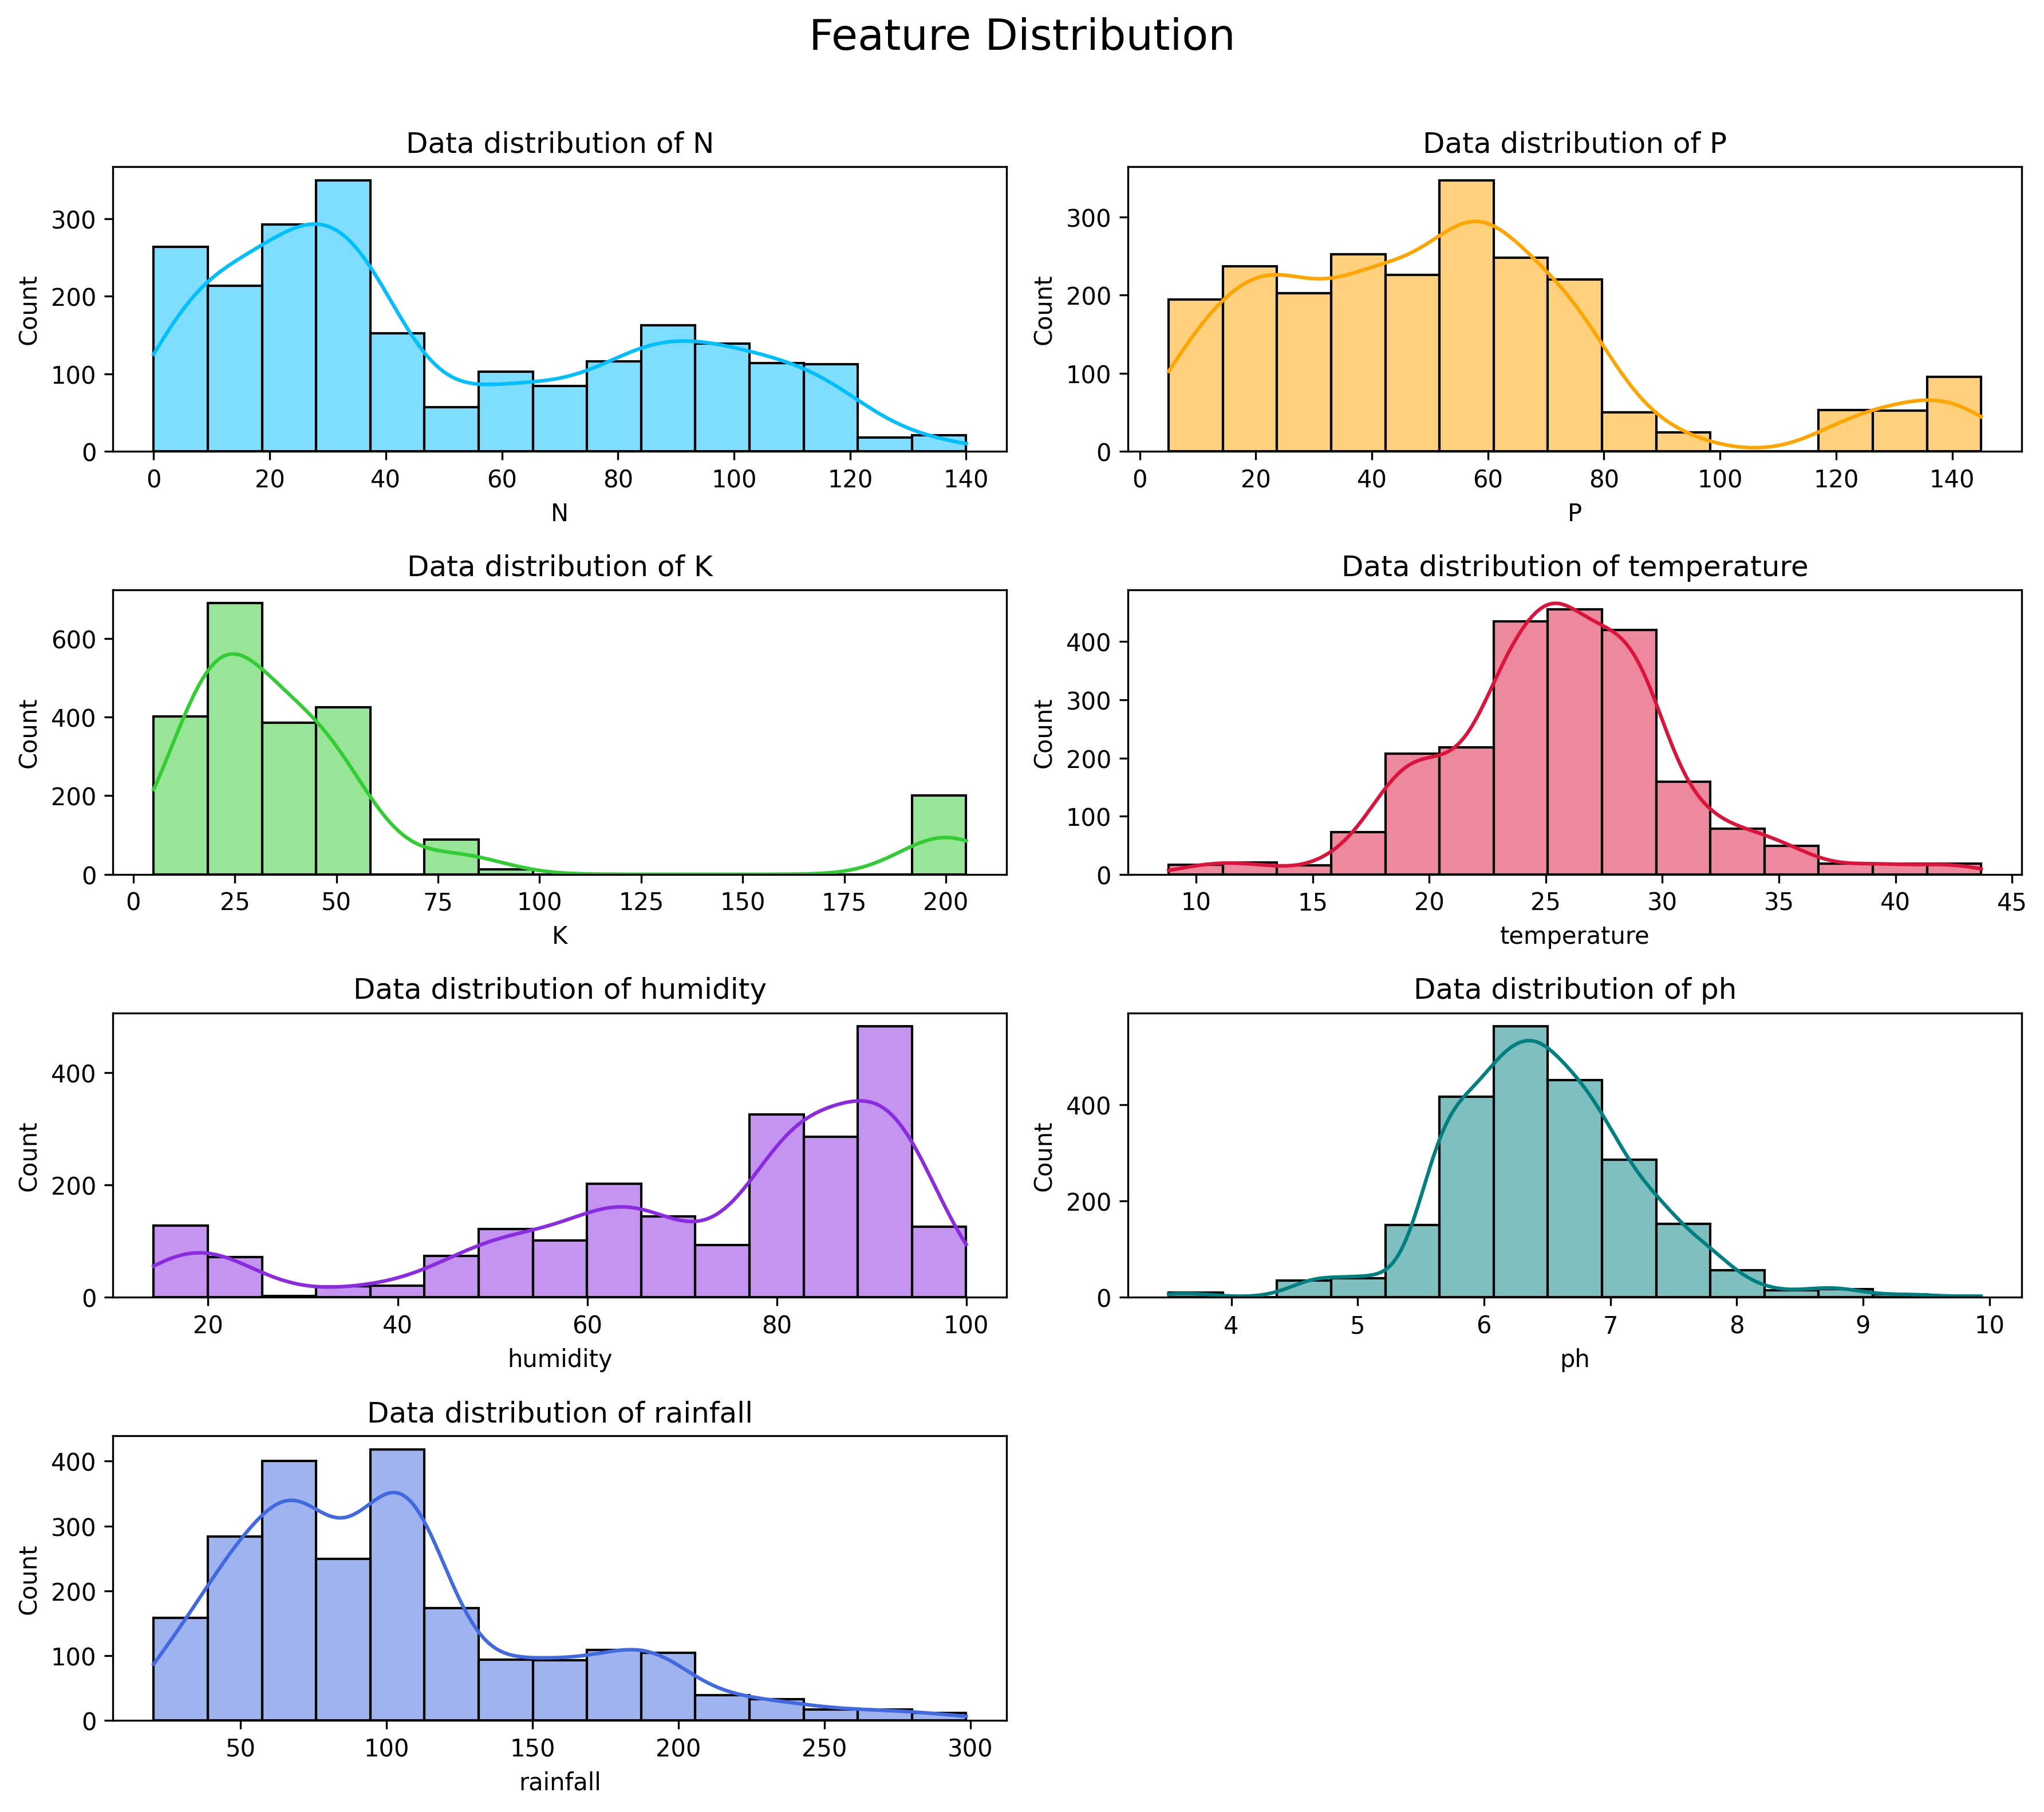 Feature Distribution
Data distribution of N
Count
300
200
100
0
0 20 40 60 80 100 120 140
N
Data distribution of P
Count
300
200
100
0
0 20 40 60 80 100 120 140
P
Data distribution of K
Count
600
400
200
0
0 25 50 75 100 125 150 175 200
K
Data distribution of temperature
Count
400
300
200
100
0
10 15 20 25 30 35 40 45
temperature
Data distribution of humidity
Count
400
200
0
20 40 60 80 100
humidity
Data distribution of ph
Count
400
200
0
4 5 6 7 8 9 10
ph
Data distribution of rainfall
Count
400
300
200
100
0
50 100 150 200 250 300
rainfall